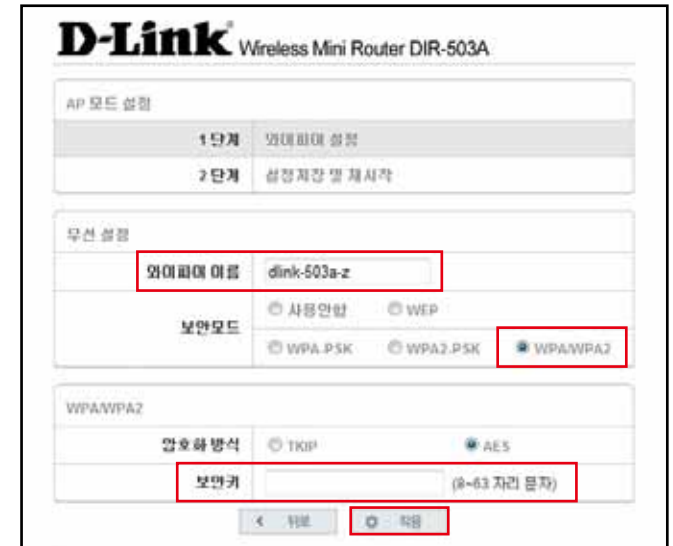 D-Link Wireless Mini Router DIR-503A
AP 모드 설정
1 단계 와이파이 설정
2 단계 설정저장 및 재시작
무선 설정
와이파이 이름 dlink-503a-z
보안모드 사용안함 WEP
WPA-PSK WPA2-PSK WPA/WPA2
WPA/WPA2
암호화 방식 TKIP AES
보안키 (8~63 자리 문자)
뒤로 적용